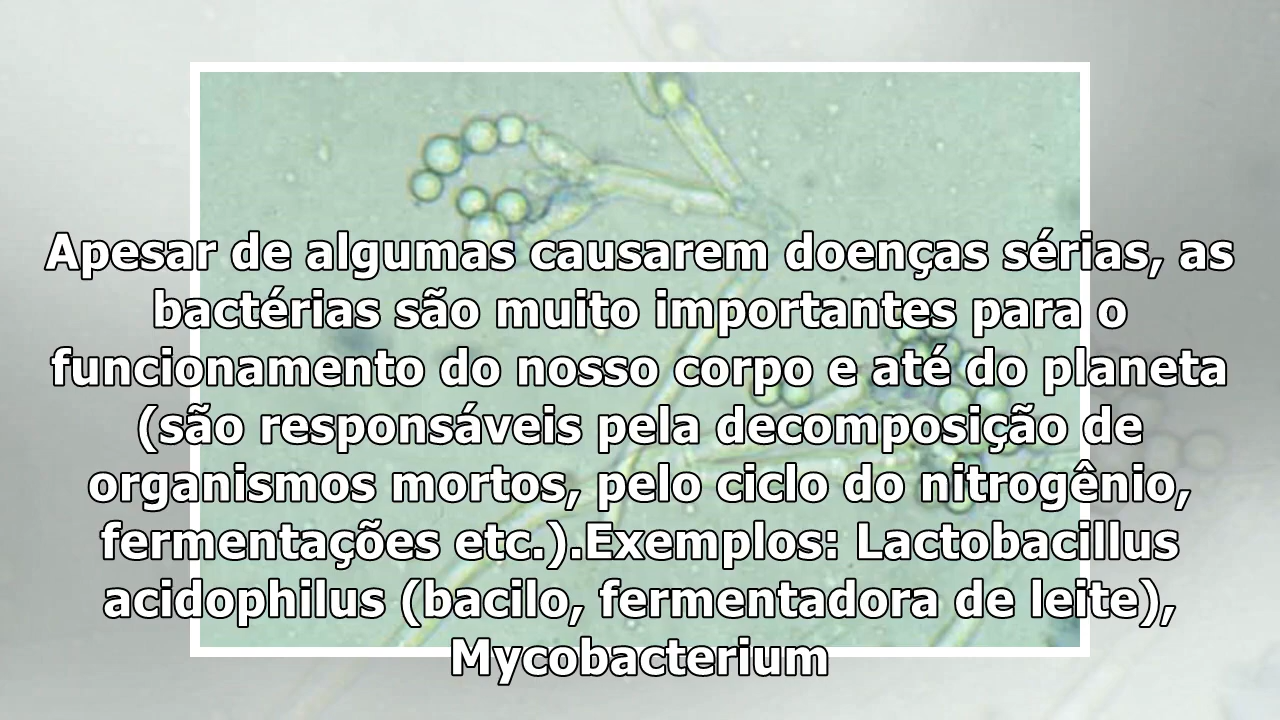 Apesar de algumas causarem doenças sérias, as
bactérias são muito importantes para o
funcionamento do nosso corpo e até do planeta
(são responsáveis pela decomposição de
organismos mortos, pelo ciclo do nitrogênio,
fermentações etc.).Exemplos: Lactobacillus
acidophilus (bacilo, fermentadora de leite),
Mycobacterium